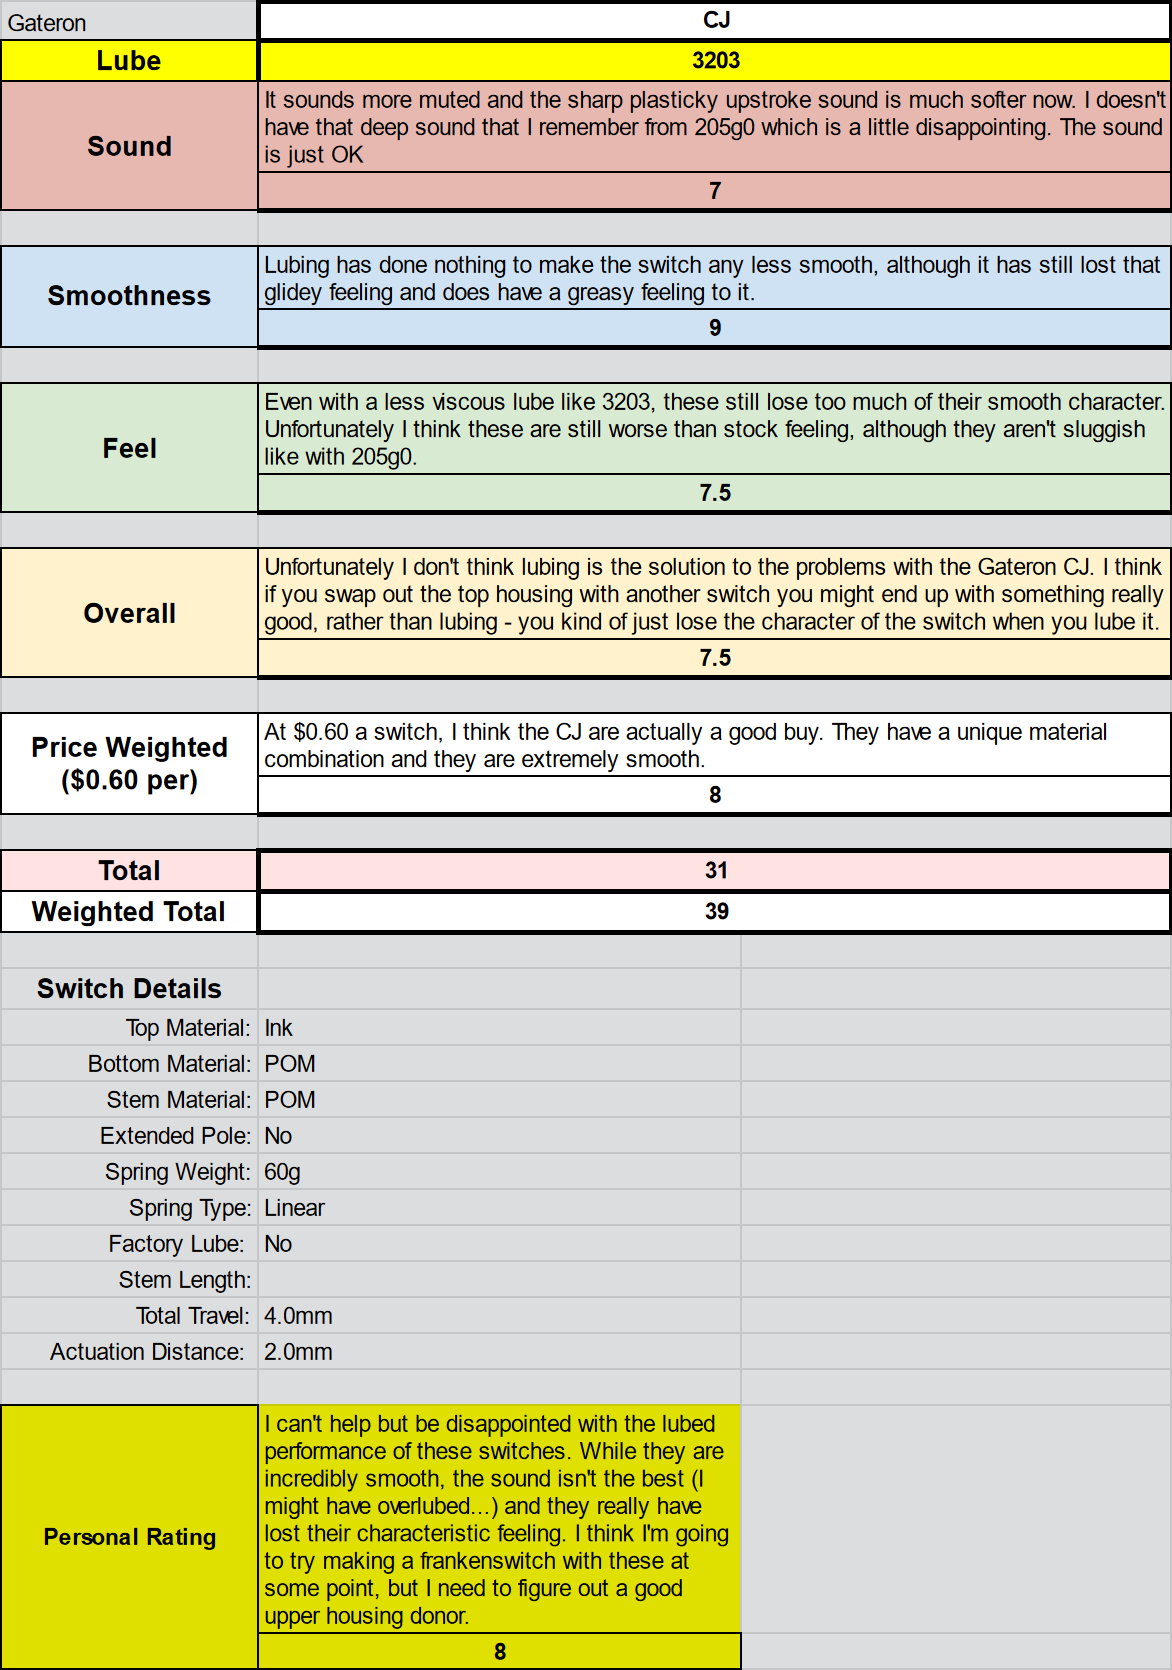 Gateron
CJ
Lube
3203
Sound
It sounds more muted and the sharp plasticky upstroke sound is much softer now. I doesn't
have that deep sound that I remember from 205g0 which is a little disappointing. The sound
is just OK
7
Smoothness
Lubing has done nothing to make the switch any less smooth, although it has still lost that
glidey feeling and does have a greasy feeling to it.
9
Feel
Even with a less viscous lube like 3203, these still lose too much of their smooth character.
Unfortunately I think these are still worse than stock feeling, although they aren't sluggish
like with 205g0.
7.5
Overall
Unfortunately I don't think lubing is the solution to the problems with the Gateron CJ. I think
if you swap out the top housing with another switch you might end up with something really
good, rather than lubing - you kind of just lose the character of the switch when you lube it.
7.5
Price Weighted
($0.60 per)
At $0.60 a switch, I think the CJ are actually a good buy. They have a unique material
combination and they are extremely smooth.
8
Total
31
Weighted Total
39
Switch Details
Top Material: Ink
Bottom Material: POM
Stem Material: POM
Extended Pole: No
Spring Weight: 60g
Spring Type: Linear
Factory Lube: No
Stem Length:
Total Travel: 4.0mm
Actuation Distance: 2.0mm
Personal Rating
I can't help but be disappointed with the lubed
performance of these switches. While they are
incredibly smooth, the sound isn't the best (I
might have overlubed...) and they really have
lost their characteristic feeling. I think I'm going
to try making a frankenswitch with these at
some point, but I need to figure out a good
upper housing donor.
8